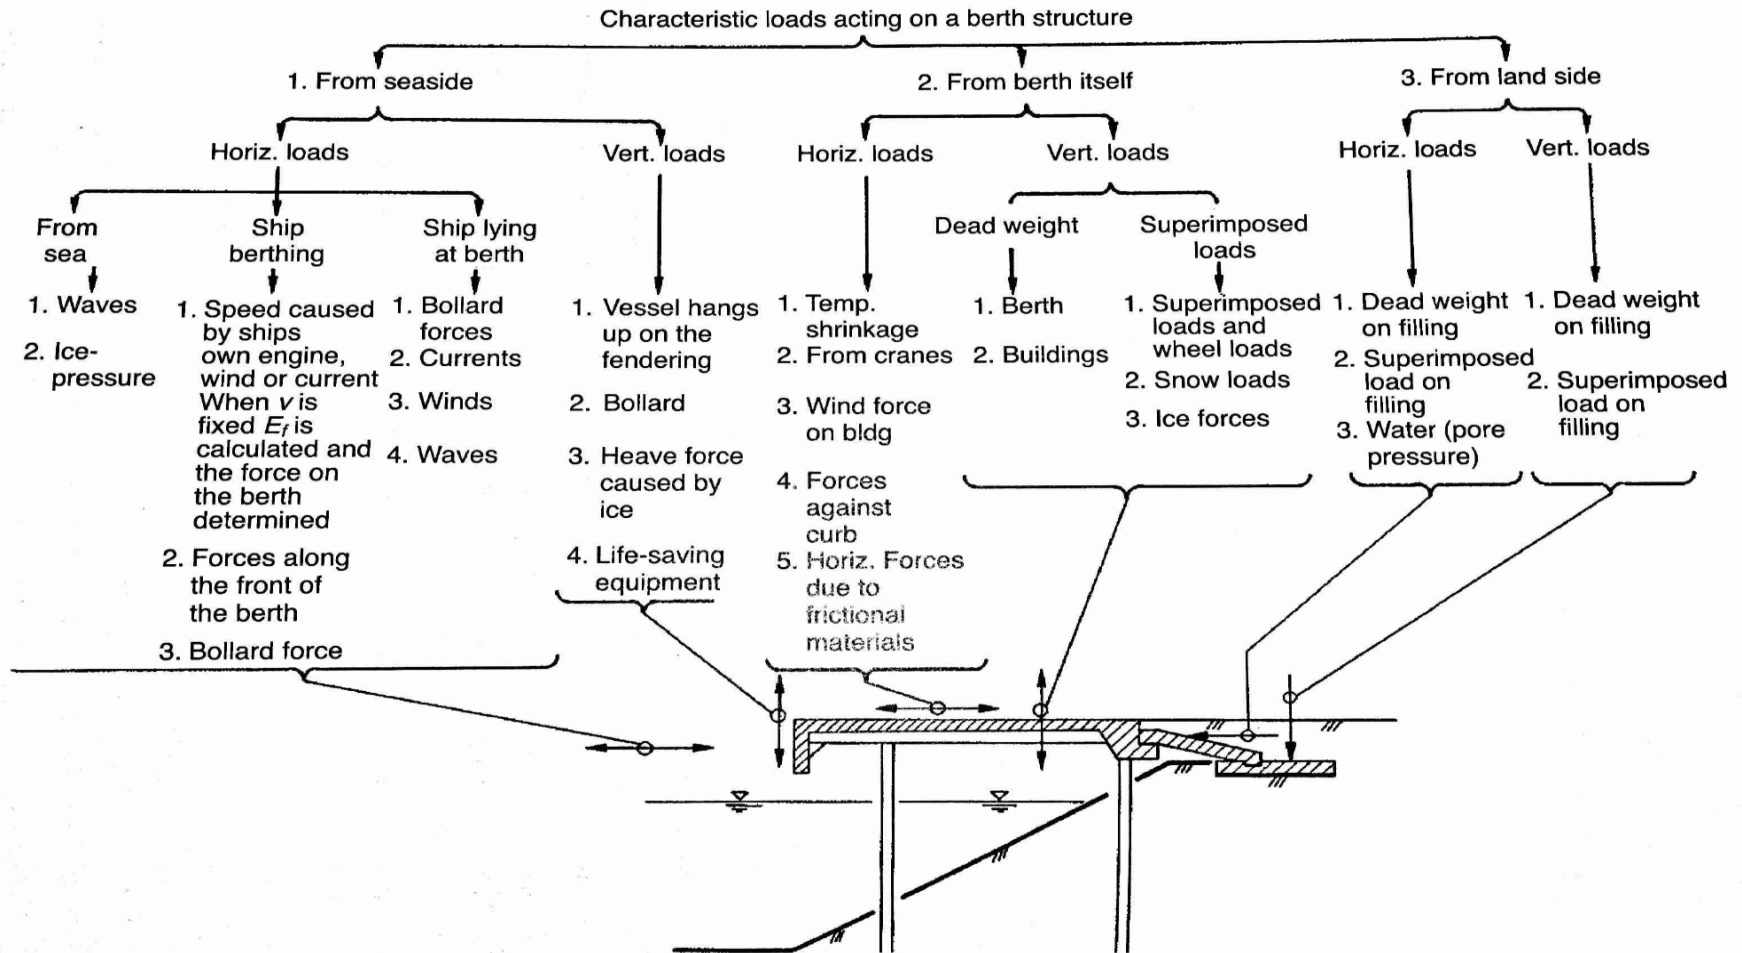 Characteristic loads acting on a berth structure
1. From seaside
2. From berth itself
3. From land side
Horiz. loads
Vert. loads
Horiz. loads
Vert. loads
Horiz. loads
Vert. loads
From
sea
Ship
berthing
Ship lying
at berth
Dead weight
Superimposed
loads
1. Waves
2. Ice-
pressure
1. Speed caused
by ships
own engine,
wind or current
When v is
fixed Ef is
calculated and
the force on
the berth
determined
2. Forces along
the front of
the berth
3. Bollard force
1. Bollard
forces
2. Currents
3. Winds
4. Waves
1. Vessel hangs
up on the
fendering
2. Bollard
3. Heave force
caused by
ice
4. Life-saving
equipment
1. Temp.
shrinkage
2. From cranes
3. Wind force
on bldg
4. Forces
against
curb
5. Horiz. Forces
due to
frictional
materials
1. Berth
2. Buildings
1. Superimposed
loads and
wheel loads
2. Snow loads
3. Ice forces
1. Dead weight
on filling
2. Superimposed
load on
filling
3. Water (pore
pressure)
1. Dead weight
on filling
2. Superimposed
load on
filling